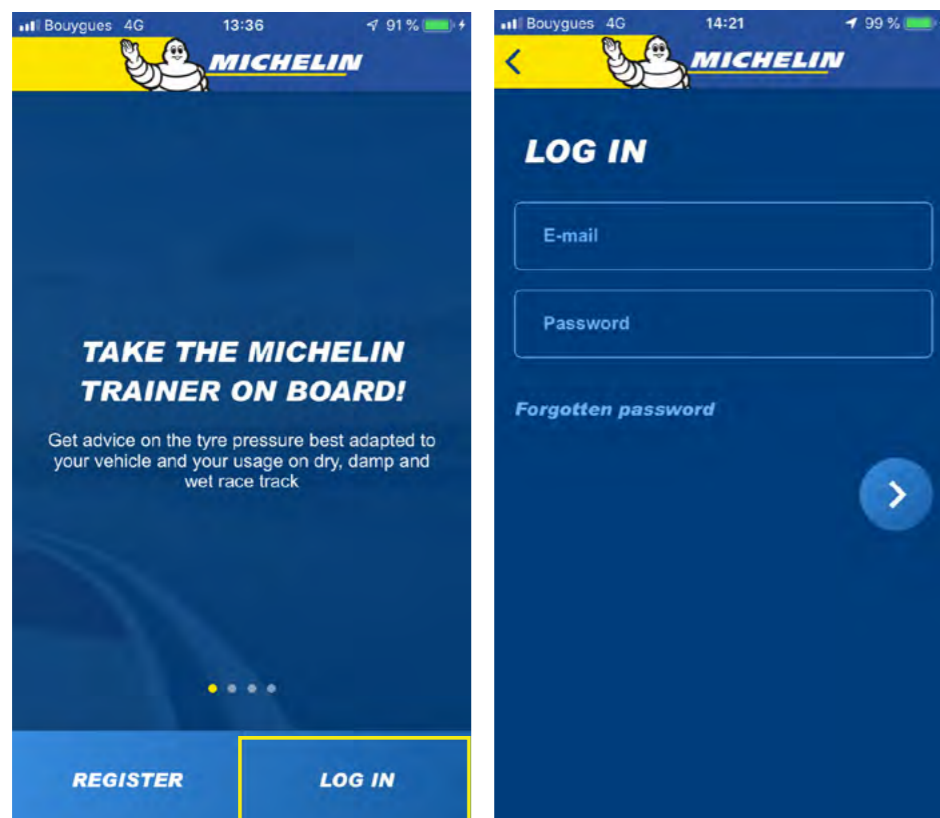 Bouygues 4G 13:36 91 %
MICHELIN
TAKE THE MICHELIN
TRAINER ON BOARD!
Get advice on the tyre pressure best adapted to
your vehicle and your usage on dry, damp and
wet race track
REGISTER LOG IN
Bouygues 4G 14:21 99 %
MICHELIN
LOG IN
E-mail
Password
Forgotten password